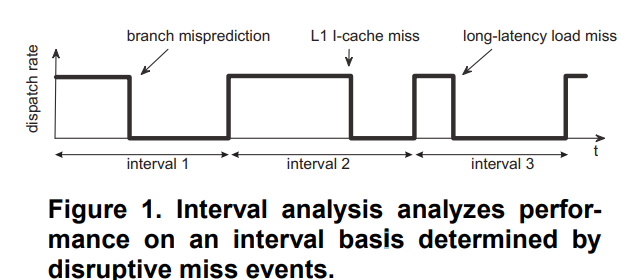 branch misprediction
L1 I-cache miss
long-latency load miss
dispatch rate
t
interval 1
interval 2
interval 3
Figure 1. Interval analysis analyzes perfor-
mance on an interval basis determined by
disruptive miss events.